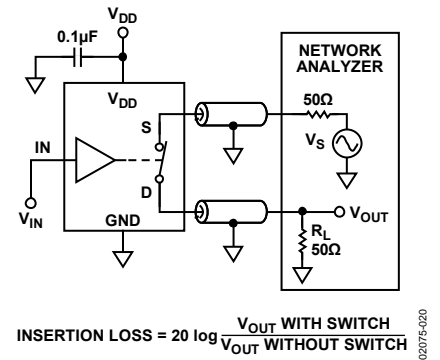 V_DD
0.1µF
NETWORK
ANALYZER
V_DD
50Ω
S
IN
V_S
D
V_OUT
V_IN
GND
R_L
50Ω
INSERTION LOSS = 20 log V_OUT WITH SWITCH
V_OUT WITHOUT SWITCH
02075-020